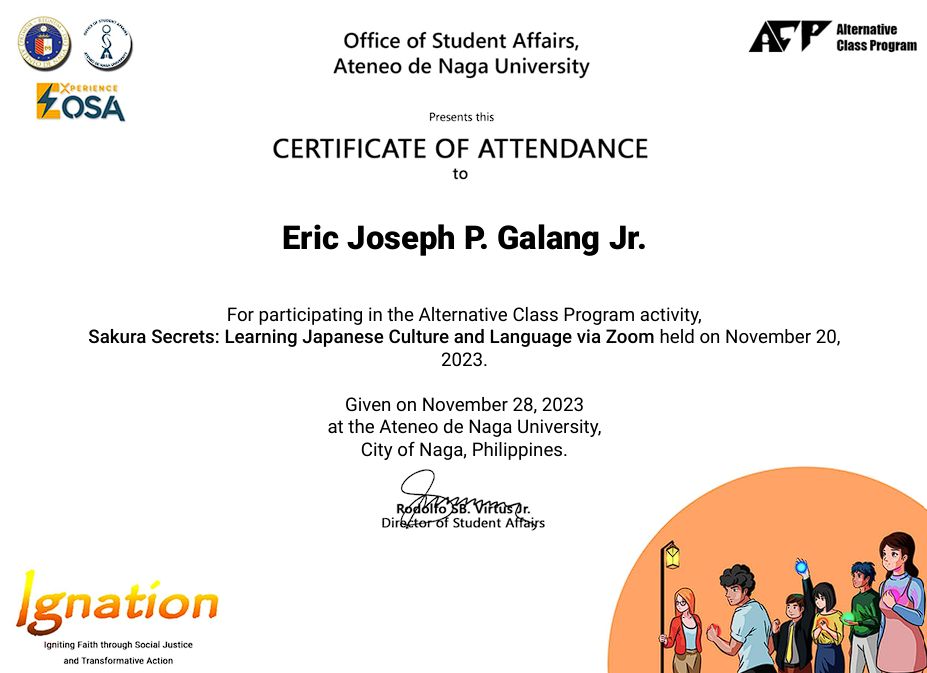 Office of Student Affairs,
Ateneo de Naga University
XPERIENCE
OSA
ACP
Alternative
Class Program
Presents this
CERTIFICATE OF ATTENDANCE
to
Eric Joseph P. Galang Jr.
For participating in the Alternative Class Program activity,
Sakura Secrets: Learning Japanese Culture and Language via Zoom held on November 20,
2023.
Given on November 28, 2023
at the Ateneo de Naga University,
City of Naga, Philippines.
Rodolfo SB. Virtus Jr.
Director of Student Affairs
Ignation
Igniting Faith through Social Justice
and Transformative Action